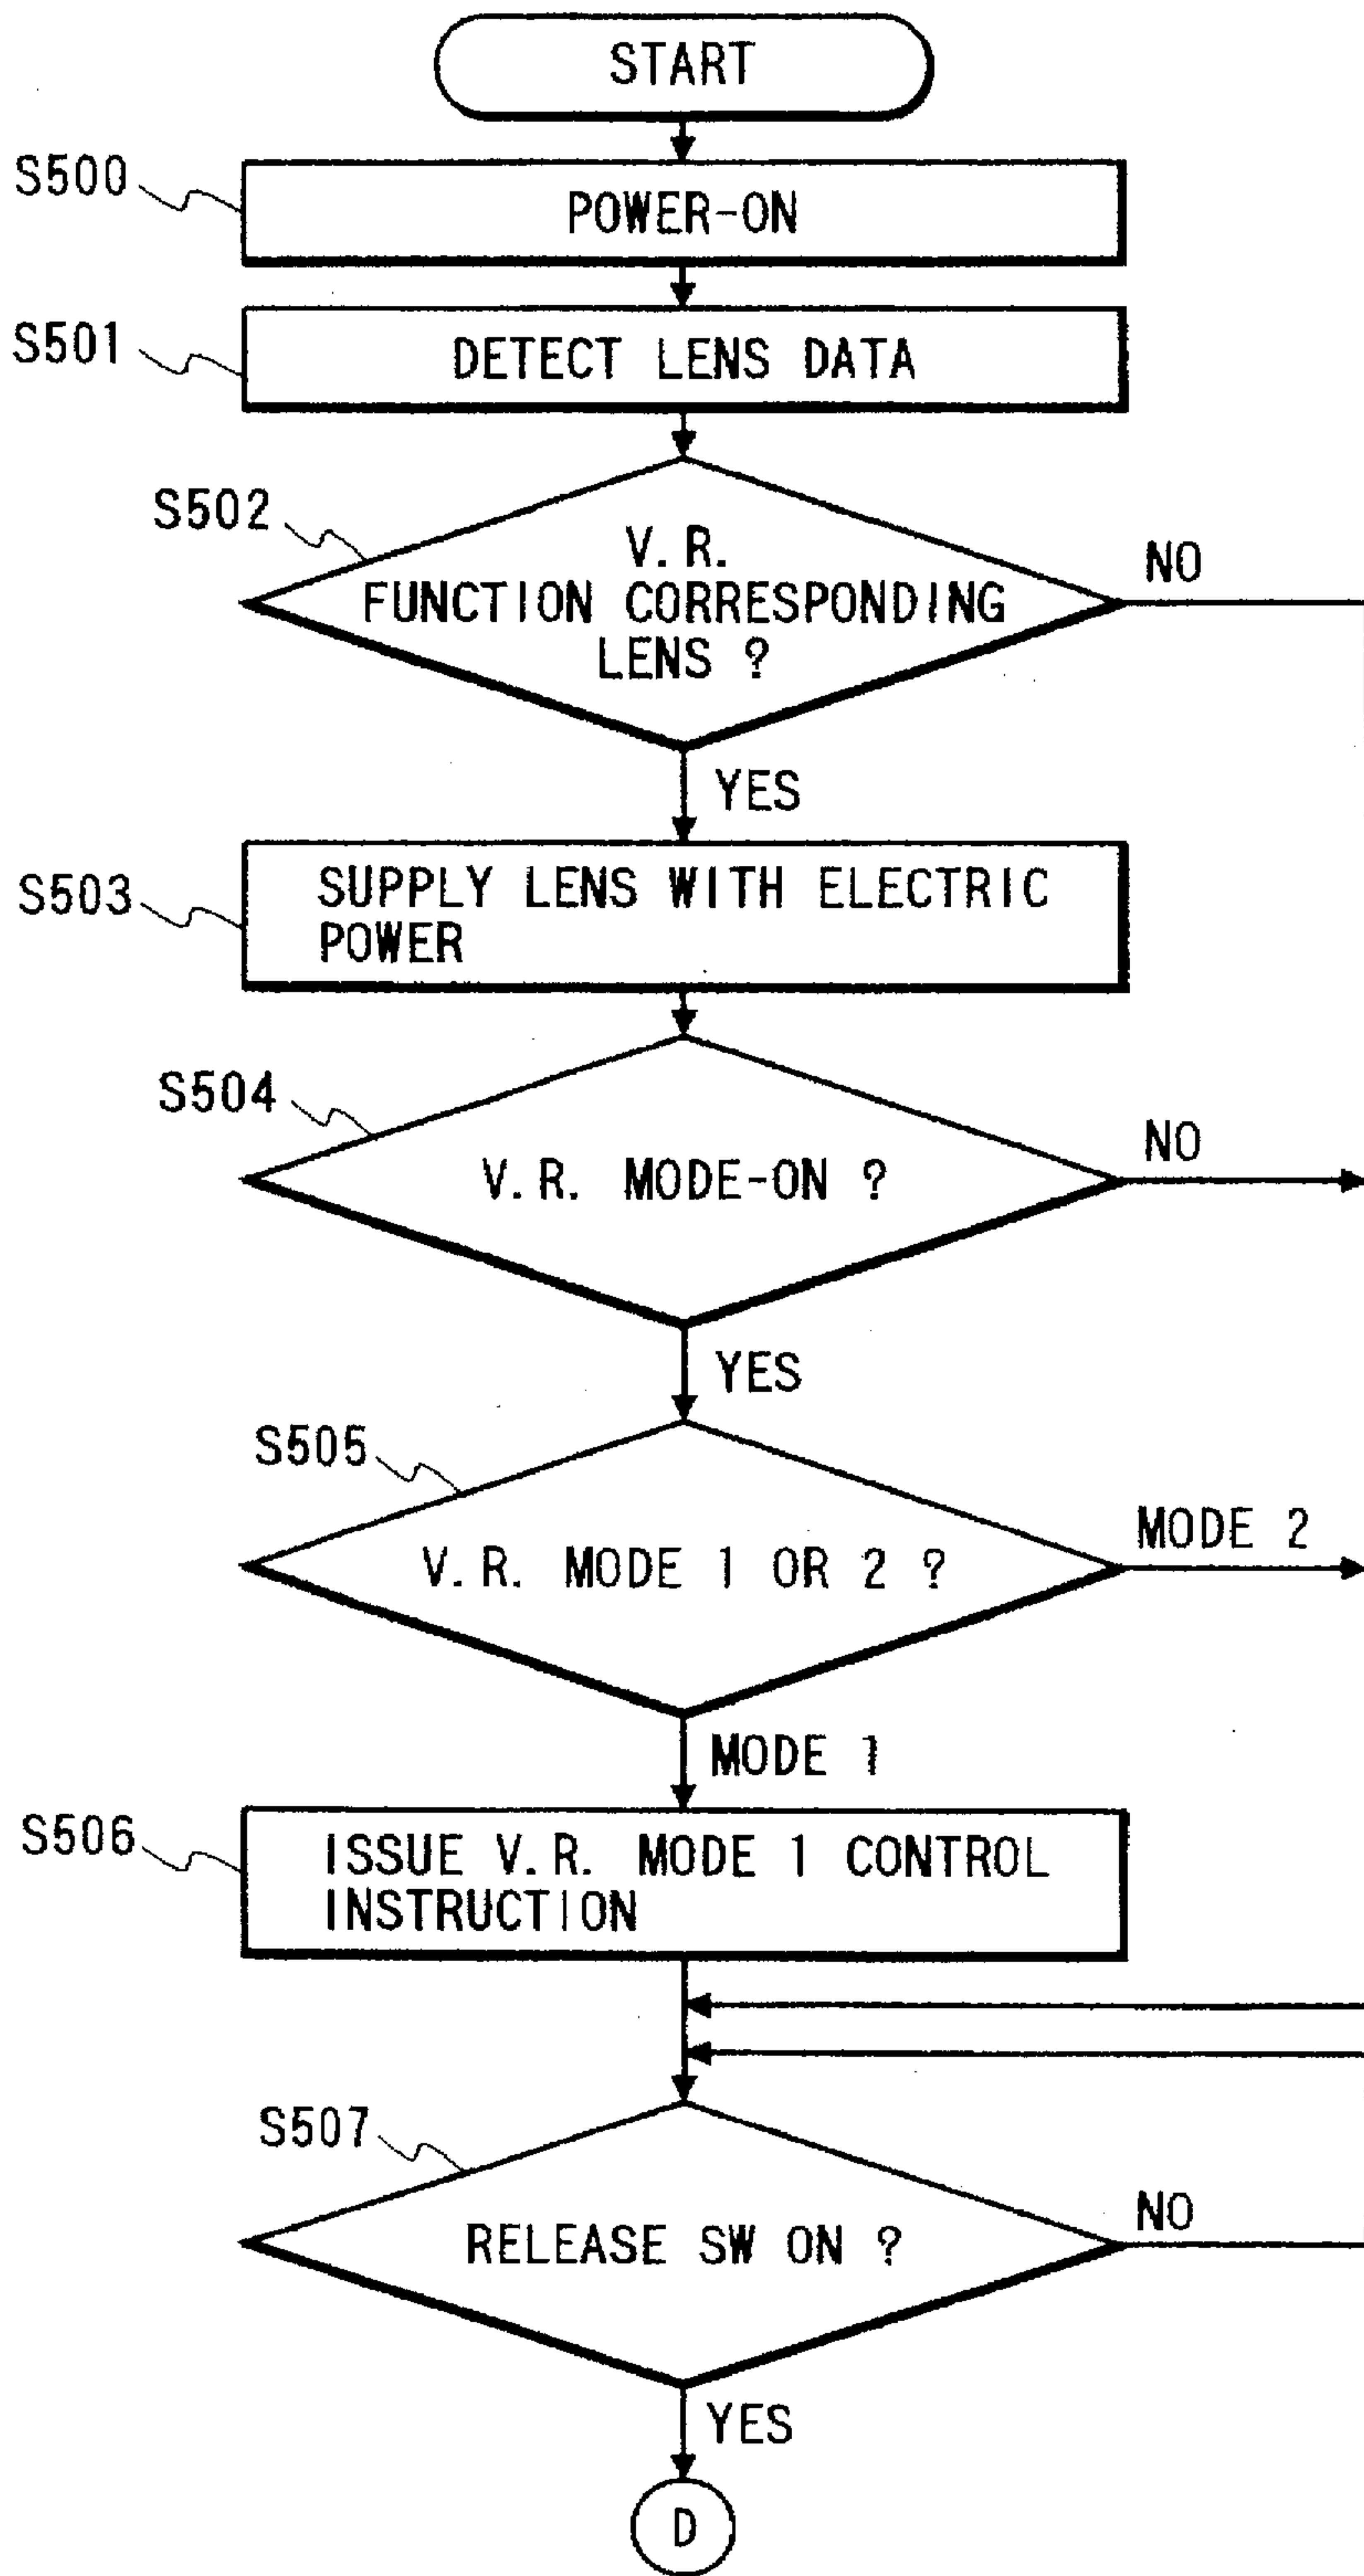 START
S500
POWER-ON
S501
DETECT LENS DATA
S502
V.R.
FUNCTION CORRESPONDING
LENS ?
NO
YES
S503
SUPPLY LENS WITH ELECTRIC
POWER
S504
V.R. MODE-ON ?
NO
YES
S505
V.R. MODE 1 OR 2 ?
MODE 2
MODE 1
S506
ISSUE V.R. MODE 1 CONTROL
INSTRUCTION
S507
RELEASE SW ON ?
NO
YES
D